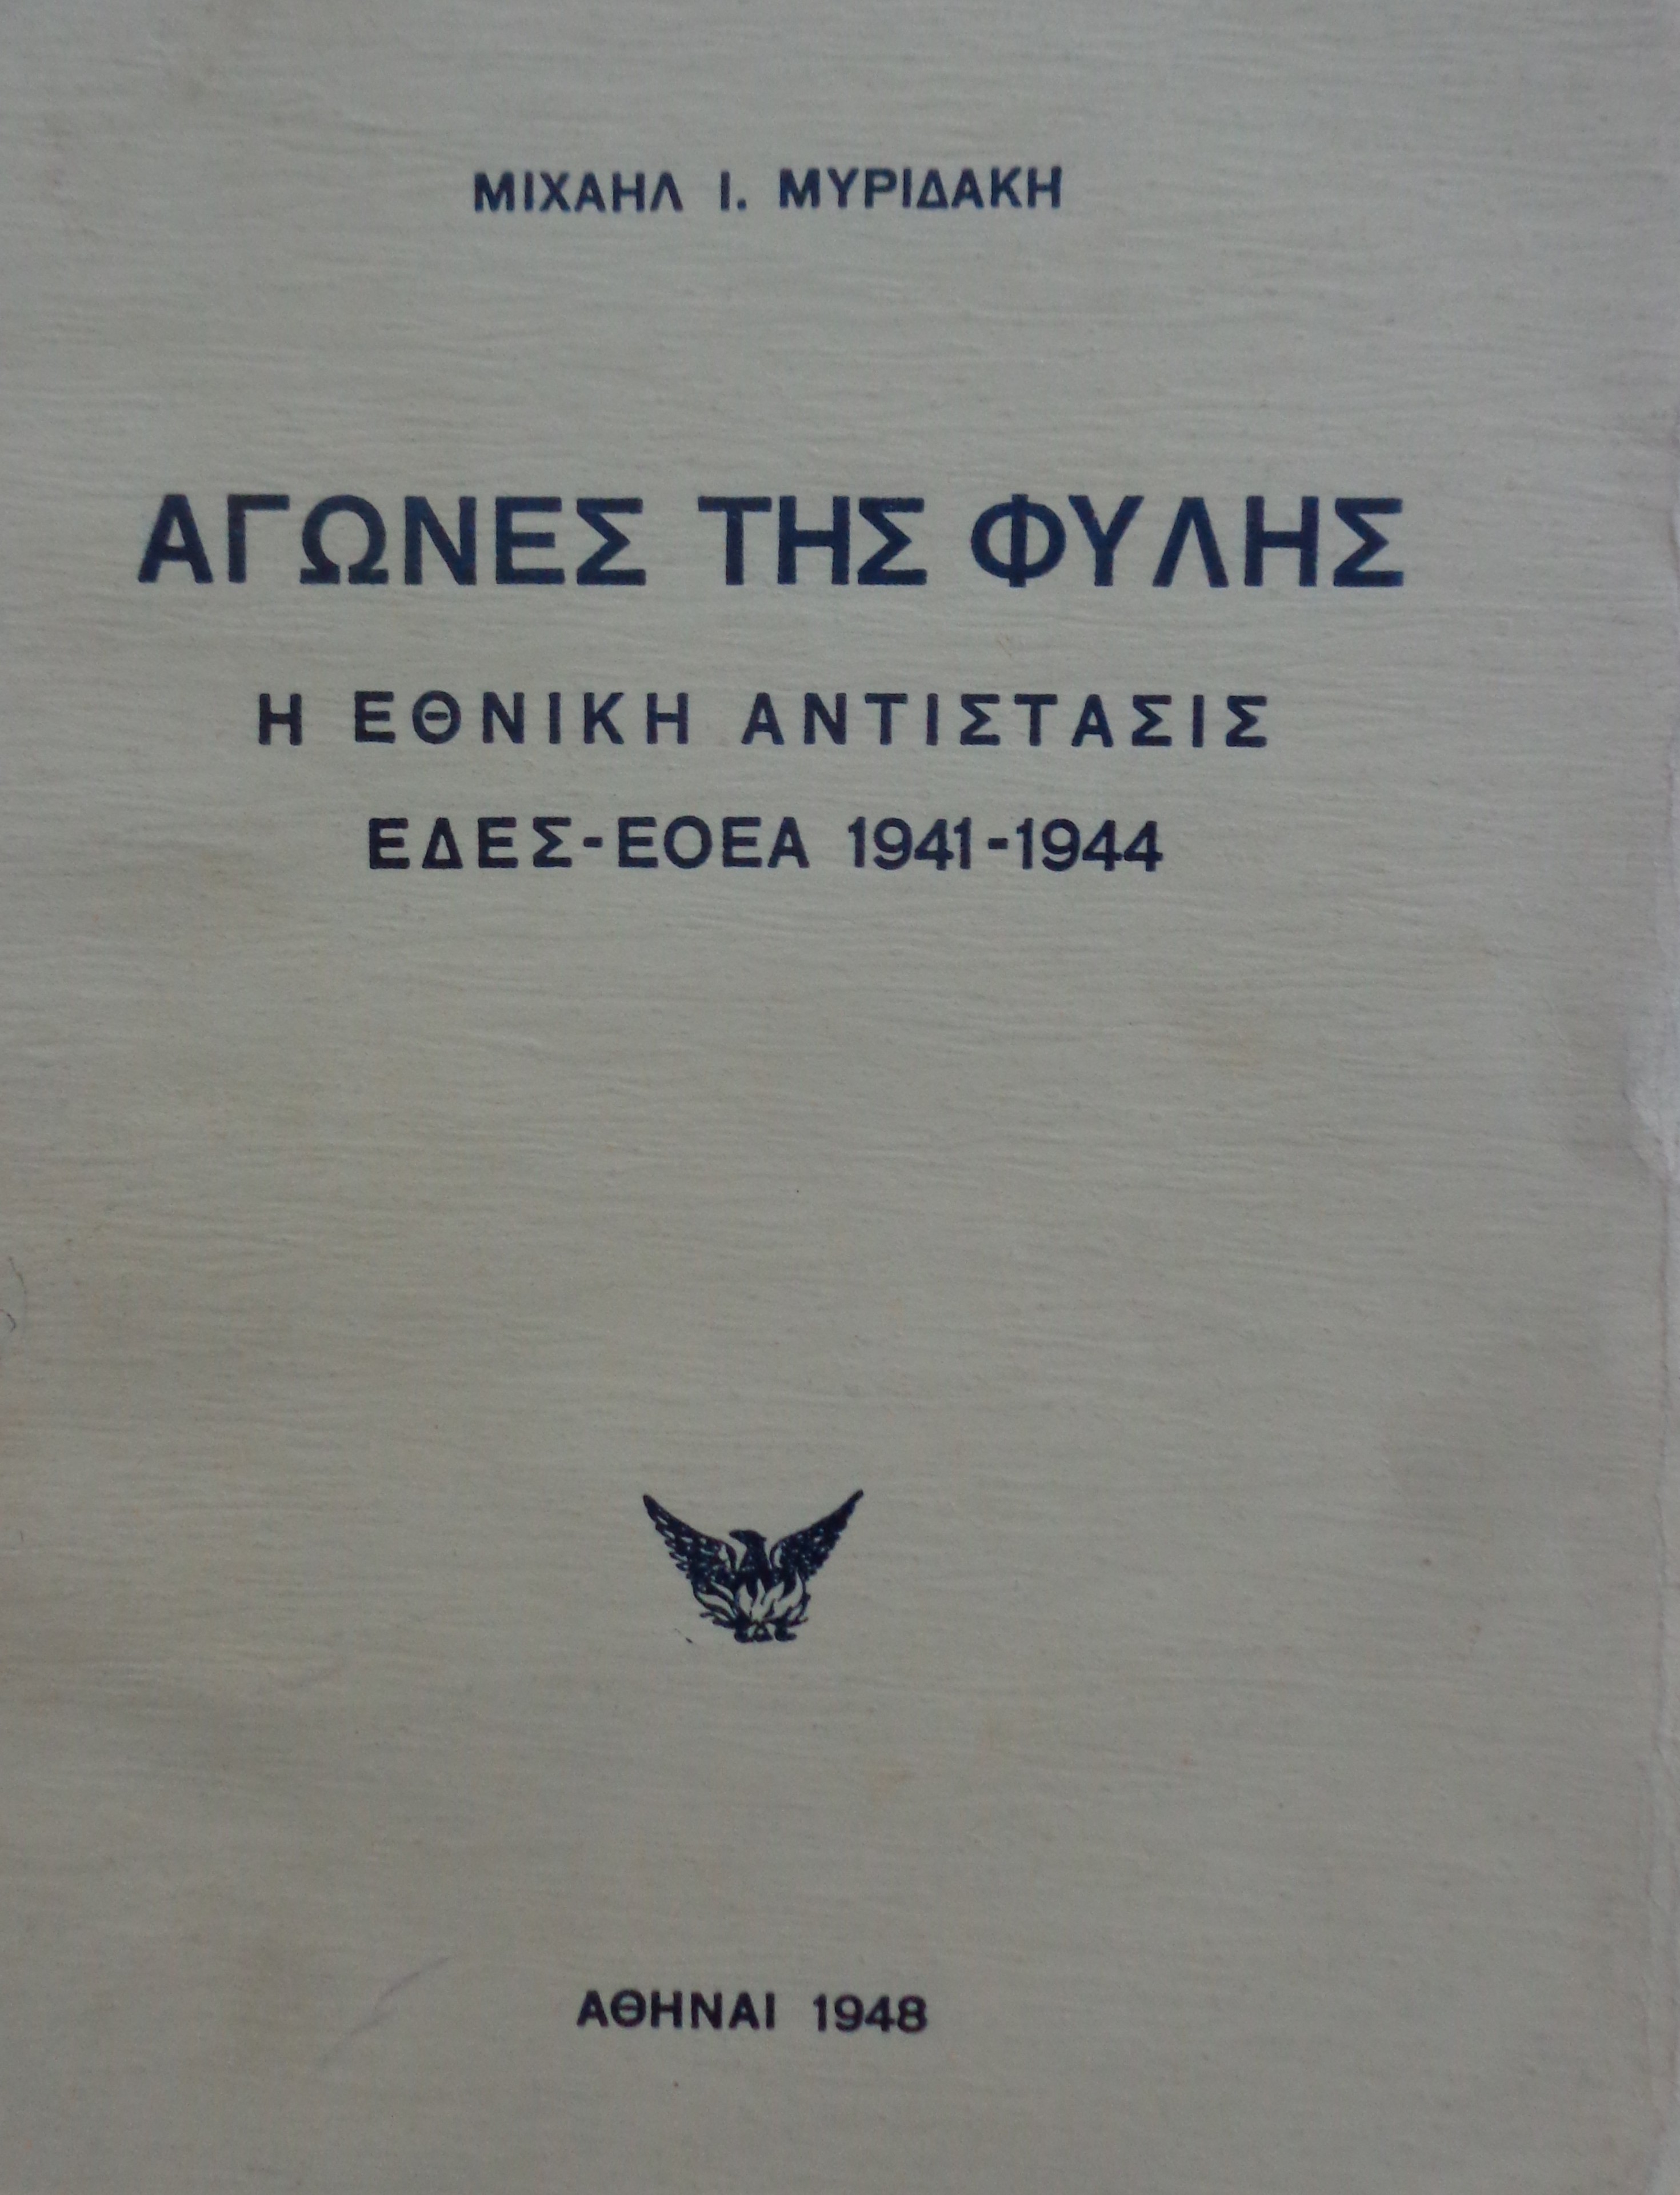 ΜΙΧΑΗΛ Ι. ΜΥΡΙΔΑΚΗ
ΑΓΩΝΕΣ ΤΗΣ ΦΥΛΗΣ
Η ΕΘΝΙΚΗ ΑΝΤΙΣΤΑΣΙΣ
ΕΔΕΣ-ΕΟΕΑ 1941-1944
ΑΘΗΝΑΙ 1948